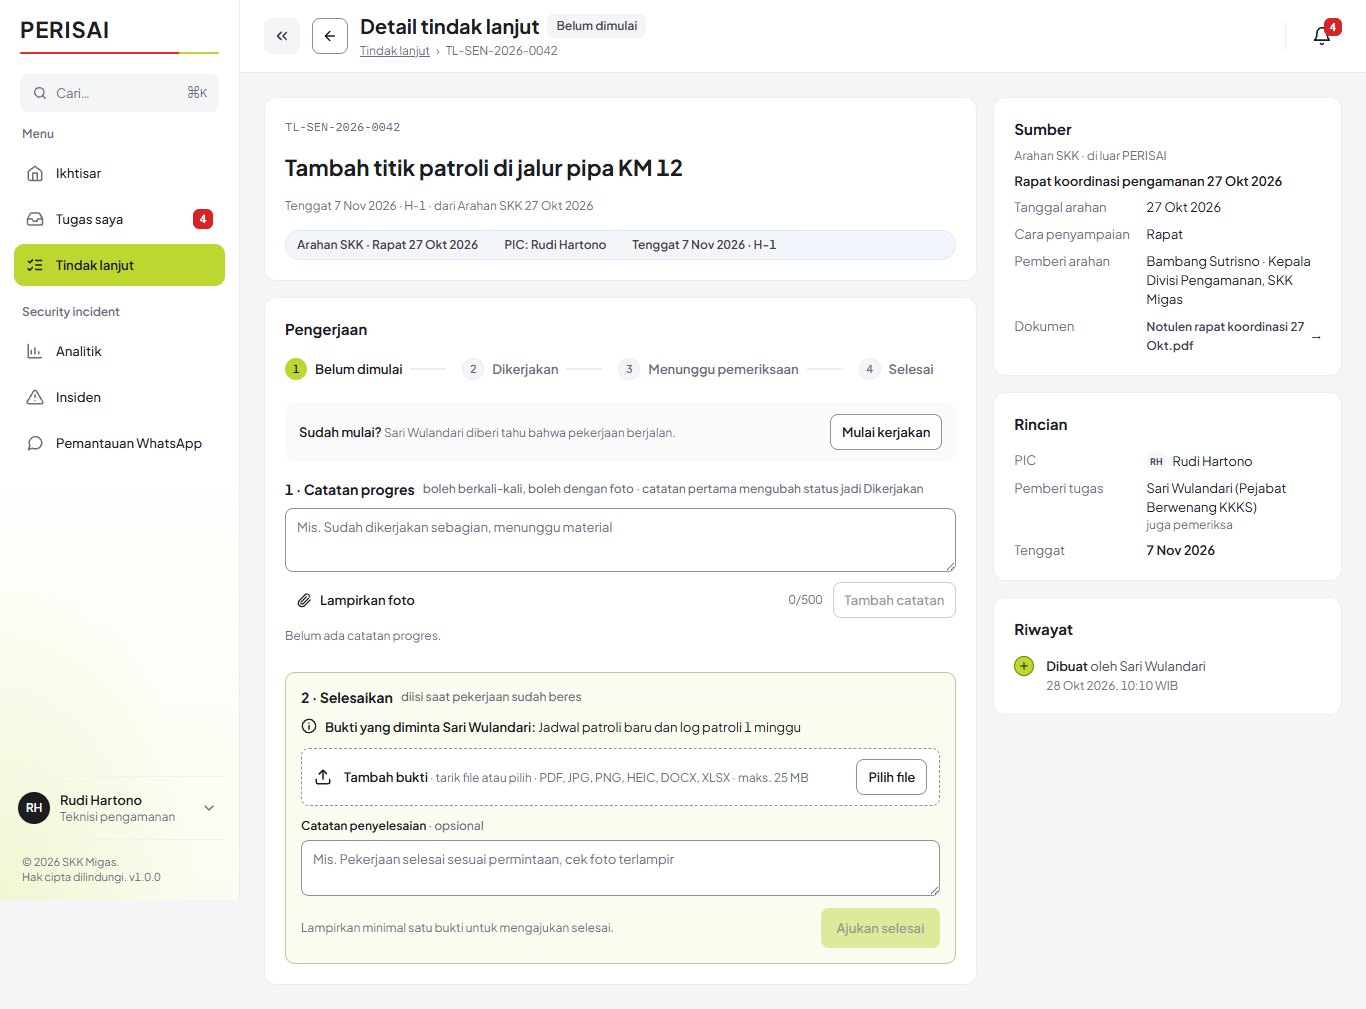 PERISAI
Cari...
⌘K
Menu
Ikhtisar
Tugas saya
4
Tindak lanjut
Security incident
Analitik
Insiden
Pemantauan WhatsApp
RH
Rudi Hartono
Teknisi pengamanan
© 2026 SKK Migas.
Hak cipta dilindungi. v1.0.0
Detail tindak lanjut
Belum dimulai
Tindak lanjut › TL-SEN-2026-0042
4
TL-SEN-2026-0042
Tambah titik patroli di jalur pipa KM 12
Tenggat 7 Nov 2026 · H-1 · dari Arahan SKK 27 Okt 2026
Arahan SKK · Rapat 27 Okt 2026 PIC: Rudi Hartono Tenggat 7 Nov 2026 · H-1
Pengerjaan
1 Belum dimulai 2 Dikerjakan 3 Menunggu pemeriksaan 4 Selesai
Sudah mulai? Sari Wulandari diberi tahu bahwa pekerjaan berjalan.
Mulai kerjakan
1 · Catatan progres boleh berkali-kali, boleh dengan foto · catatan pertama mengubah status jadi Dikerjakan
Mis. Sudah dikerjakan sebagian, menunggu material
Lampirkan foto
0/500
Tambah catatan
Belum ada catatan progres.
2 · Selesaikan diisi saat pekerjaan sudah beres
Bukti yang diminta Sari Wulandari: Jadwal patroli baru dan log patroli 1 minggu
Tambah bukti · tarik file atau pilih · PDF, JPG, PNG, HEIC, DOCX, XLSX · maks. 25 MB
Pilih file
Catatan penyelesaian · opsional
Mis. Pekerjaan selesai sesuai permintaan, cek foto terlampir
Lampirkan minimal satu bukti untuk mengajukan selesai.
Ajukan selesai
Sumber
Arahan SKK · di luar PERISAI
Rapat koordinasi pengamanan 27 Okt 2026
Tanggal arahan 27 Okt 2026
Cara penyampaian Rapat
Pemberi arahan Bambang Sutrisno · Kepala
Divisi Pengamanan, SKK
Migas
Dokumen Notulen rapat koordinasi 27
Okt.pdf →
Rincian
PIC RH Rudi Hartono
Pemberi tugas Sari Wulandari (Pejabat
Berwenang KKKS)
juga pemeriksa
Tenggat 7 Nov 2026
Riwayat
Dibuat oleh Sari Wulandari
28 Okt 2026, 10:10 WIB